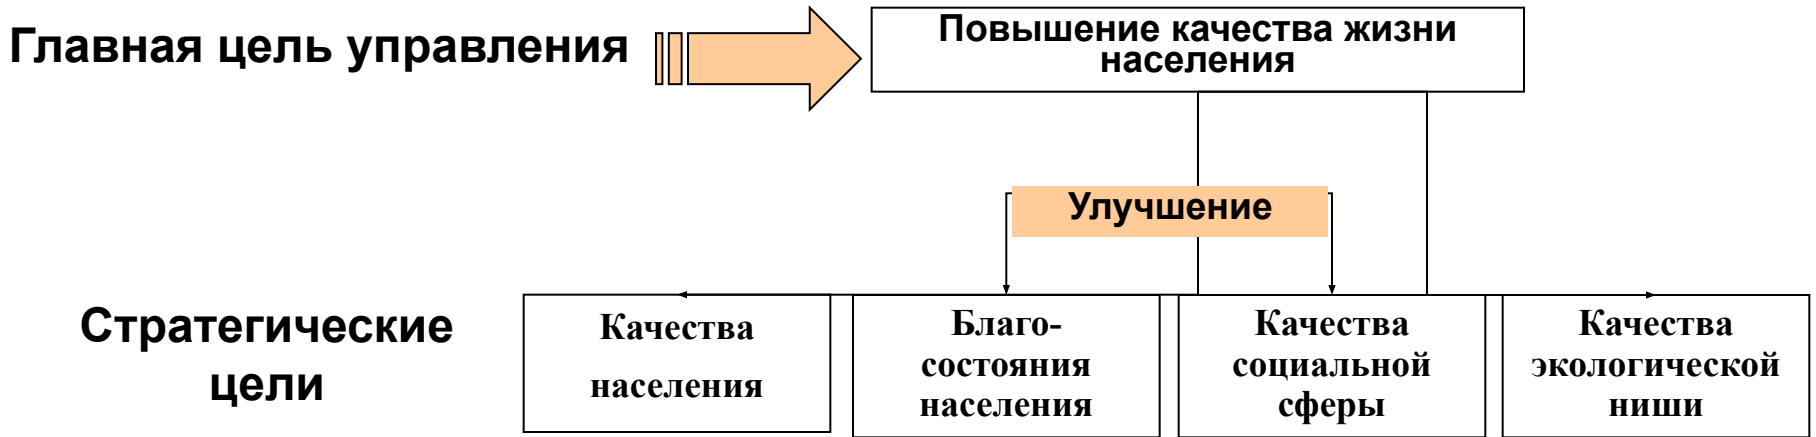 Главная цель управления
Повышение качества жизни
населения
Улучшение
Стратегические
цели
Качества
населения
Благо-
состояния
населения
Качества
социальной
сферы
Качества
экологической
ниши